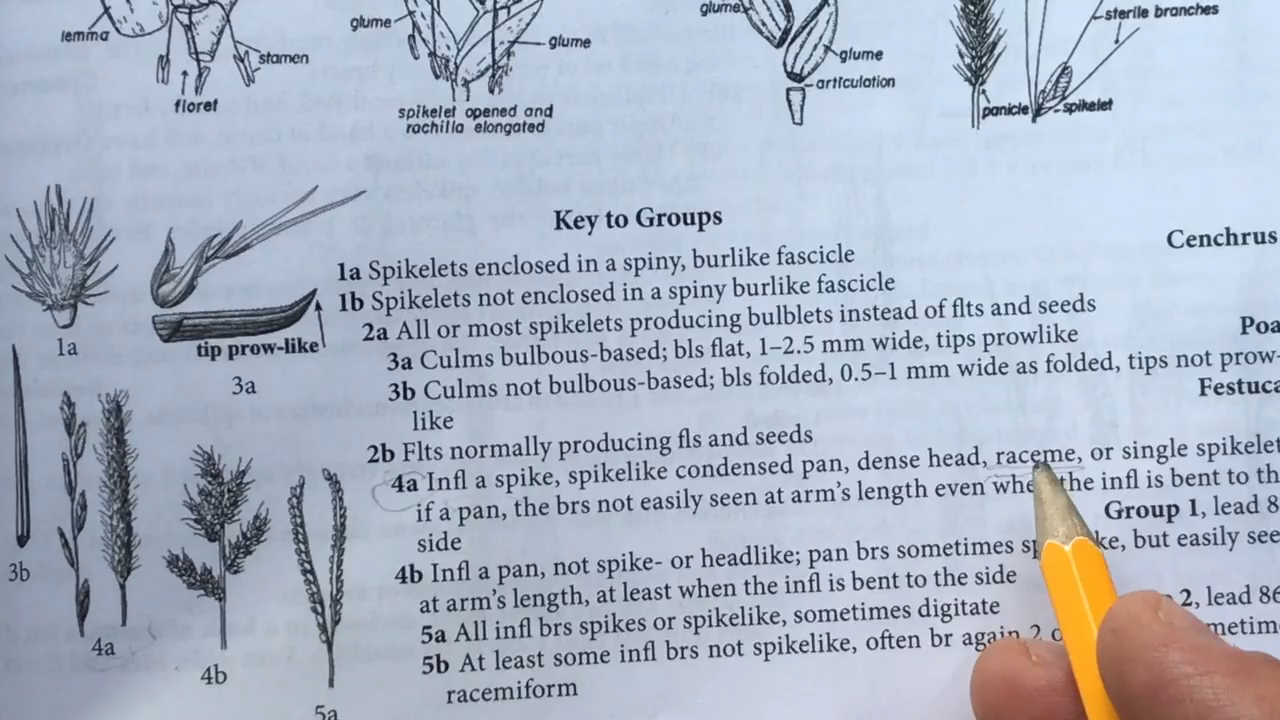 lemma
stamen
floret
glume
glume
spikelet opened and
rachilla elongated
glume
glume
articulation
sterile branches
panicle
spikelet
1a
tip prow-like
3a
3b
4a
4b
5a
Key to Groups
1a Spikelets enclosed in a spiny, burlike fascicle
Cenchrus
1b Spikelets not enclosed in a spiny burlike fascicle
2a All or most spikelets producing bulblets instead of flts and seeds
3a Culms bulbous-based; bls flat, 1–2.5 mm wide, tips prowlike
Poa
3b Culms not bulbous-based; bls folded, 0.5–1 mm wide as folded, tips not prow-
like
Festuca
2b Flts normally producing fls and seeds
4a Infl a spike, spikelike condensed pan, dense head, raceme, or single spikelet
if a pan, the brs not easily seen at arm's length even whe the infl is bent to th
side
Group 1, lead 8
4b Infl a pan, not spike- or headlike; pan brs sometimes sp ke, but easily see
at arm's length, at least when the infl is bent to the side
2, lead 86
5a All infl brs spikes or spikelike, sometimes digitate
5b At least some infl brs not spikelike, often br again 2 o metim
racemiform